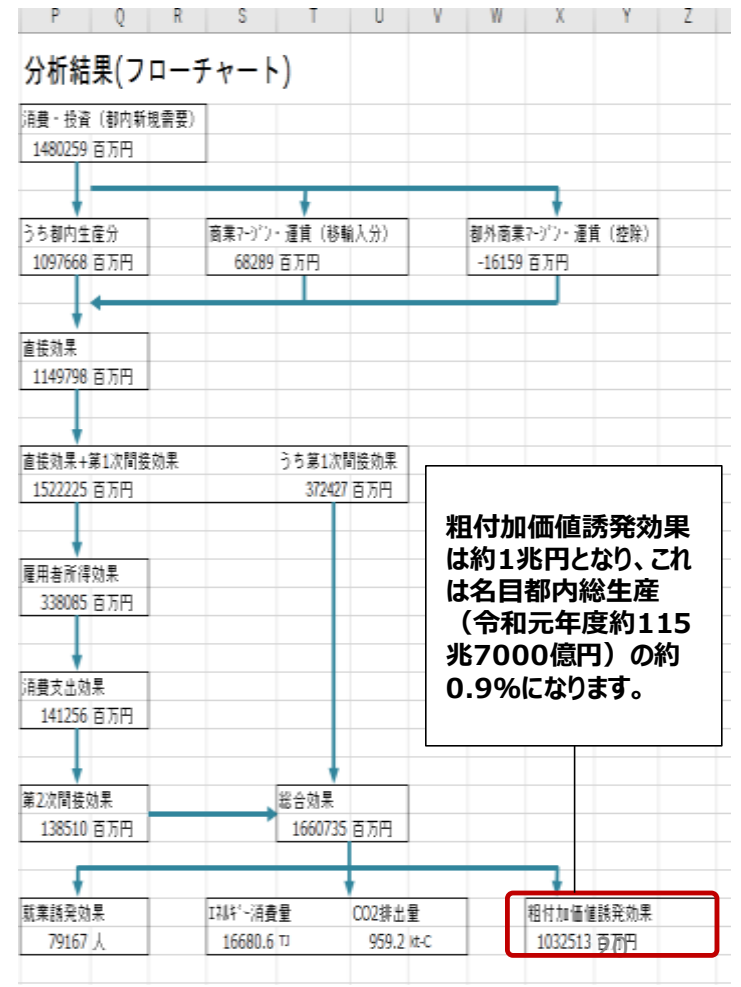 P Q R S T U V W X Y Z
分析結果(フローチャート)
消費・投資（都内新規需要）
1480259 百万円
うち都内生産分 商業ﾏｰｼﾞﾝ・運賃（移輸入分） 都外商業ﾏｰｼﾞﾝ・運賃（控除）
1097668 百万円 68289 百万円 -16159 百万円
直接効果
1149798 百万円
直接効果+第1次間接効果 うち第1次間接効果
1522225 百万円 372427 百万円
粗付加価値誘発効果
は約1兆円となり、これ
は名目都内総生産
（令和元年度約115
兆7000億円）の約
0.9%になります。
雇用者所得効果
338085 百万円
消費支出効果
141256 百万円
第2次間接効果 総合効果
138510 百万円 1660735 百万円
就業誘発効果 ｴﾈﾙｷﾞｰ消費量 CO2排出量 粗付加価値誘発効果
79167 人 16680.6 TJ 959.2 kt-C 1032513 百万円